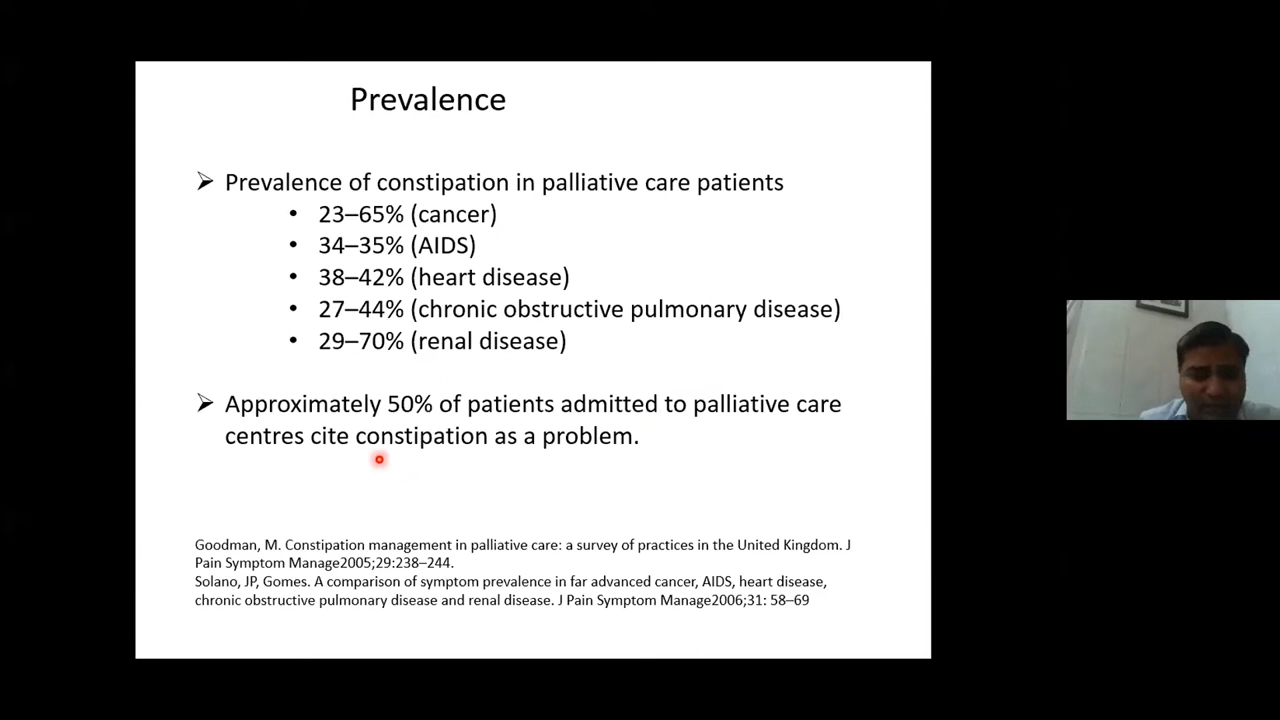 Prevalence
➢ Prevalence of constipation in palliative care patients
• 23–65% (cancer)
• 34–35% (AIDS)
• 38–42% (heart disease)
• 27–44% (chronic obstructive pulmonary disease)
• 29–70% (renal disease)
➢ Approximately 50% of patients admitted to palliative care
centres cite constipation as a problem.
Goodman, M. Constipation management in palliative care: a survey of practices in the United Kingdom. J
Pain Symptom Manage2005;29:238–244.
Solano, JP, Gomes. A comparison of symptom prevalence in far advanced cancer, AIDS, heart disease,
chronic obstructive pulmonary disease and renal disease. J Pain Symptom Manage2006;31: 58–69